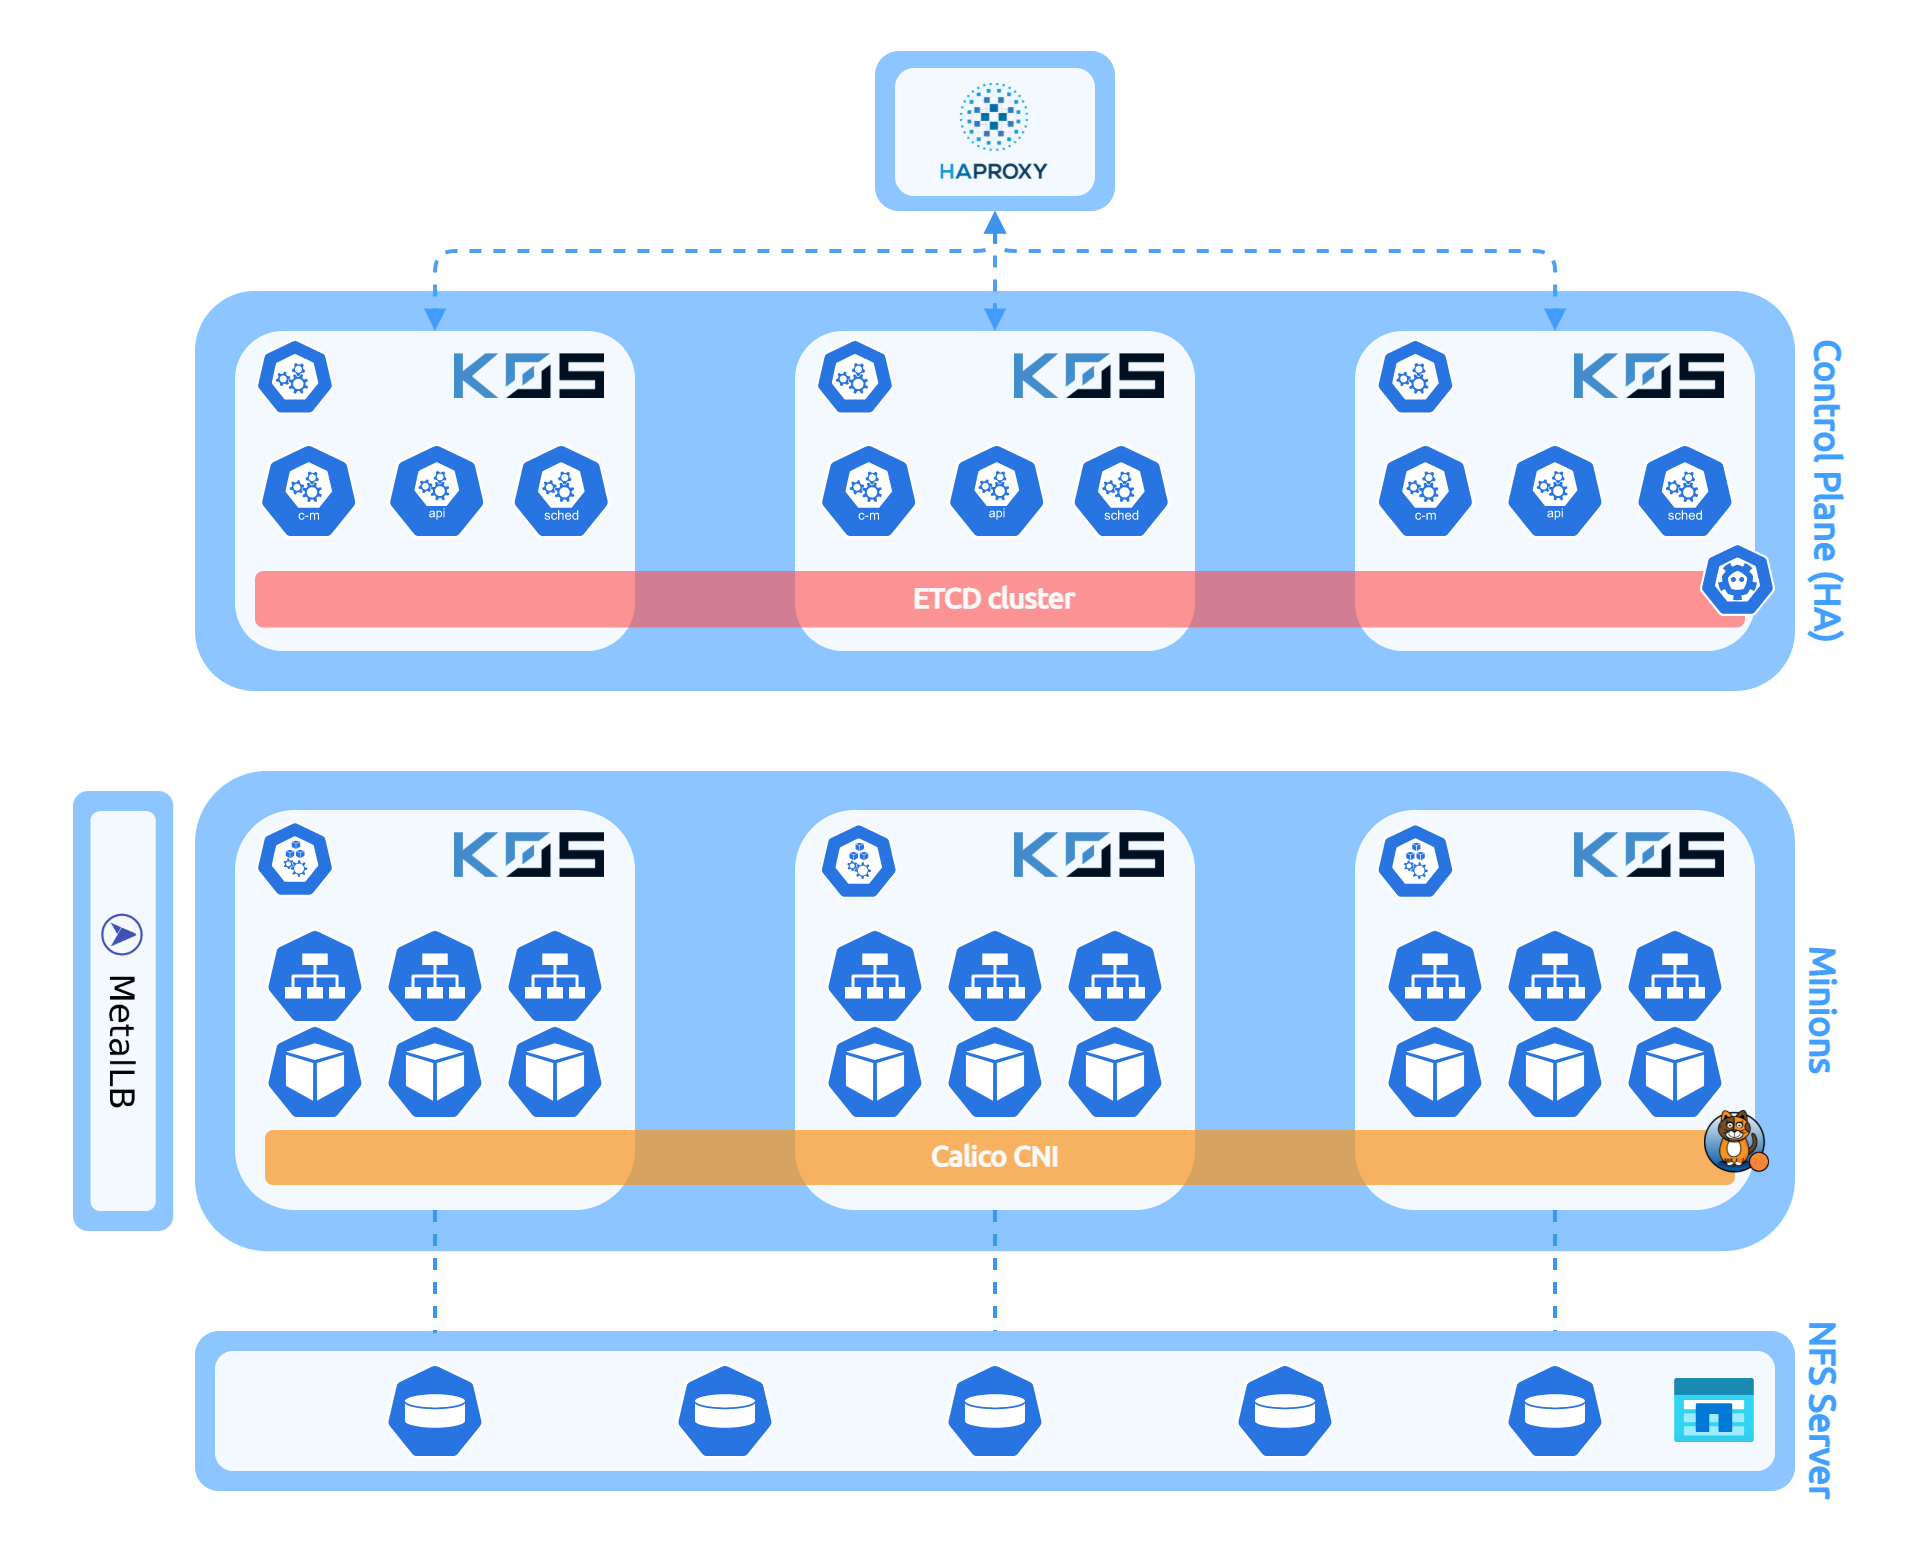 HAPROXY
K0S
K0S
K0S
c-m
api
sched
c-m
api
sched
c-m
api
sched
ETCD cluster
Control Plane (HA)
K0S
K0S
K0S
MetalLB
Calico CNI
Minions
NFS Server